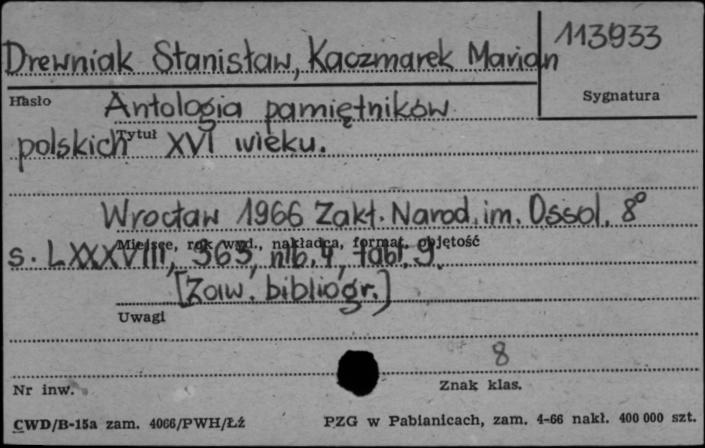 113933
Drewniak Stanisław, Kaczmarek Marian
Hasło
Sygnatura
Antologia pamiętników
Tytuł
polskich XVI wieku.
Wrocław 1966 Zakł. Narod. im. Ossol. 8°
Miejsce, rok wyd., nakładca, format, objętość
s. LXXXVIII, 363, nlb. 4, tabl. 9.
[Zaw. bibliogr.]
Uwagi
8
Nr inw.
Znak klas.
CWD/B-15a zam. 4066/PWH/Łź
PZG w Pabianicach, zam. 4-66 nakł. 400 000 szt.